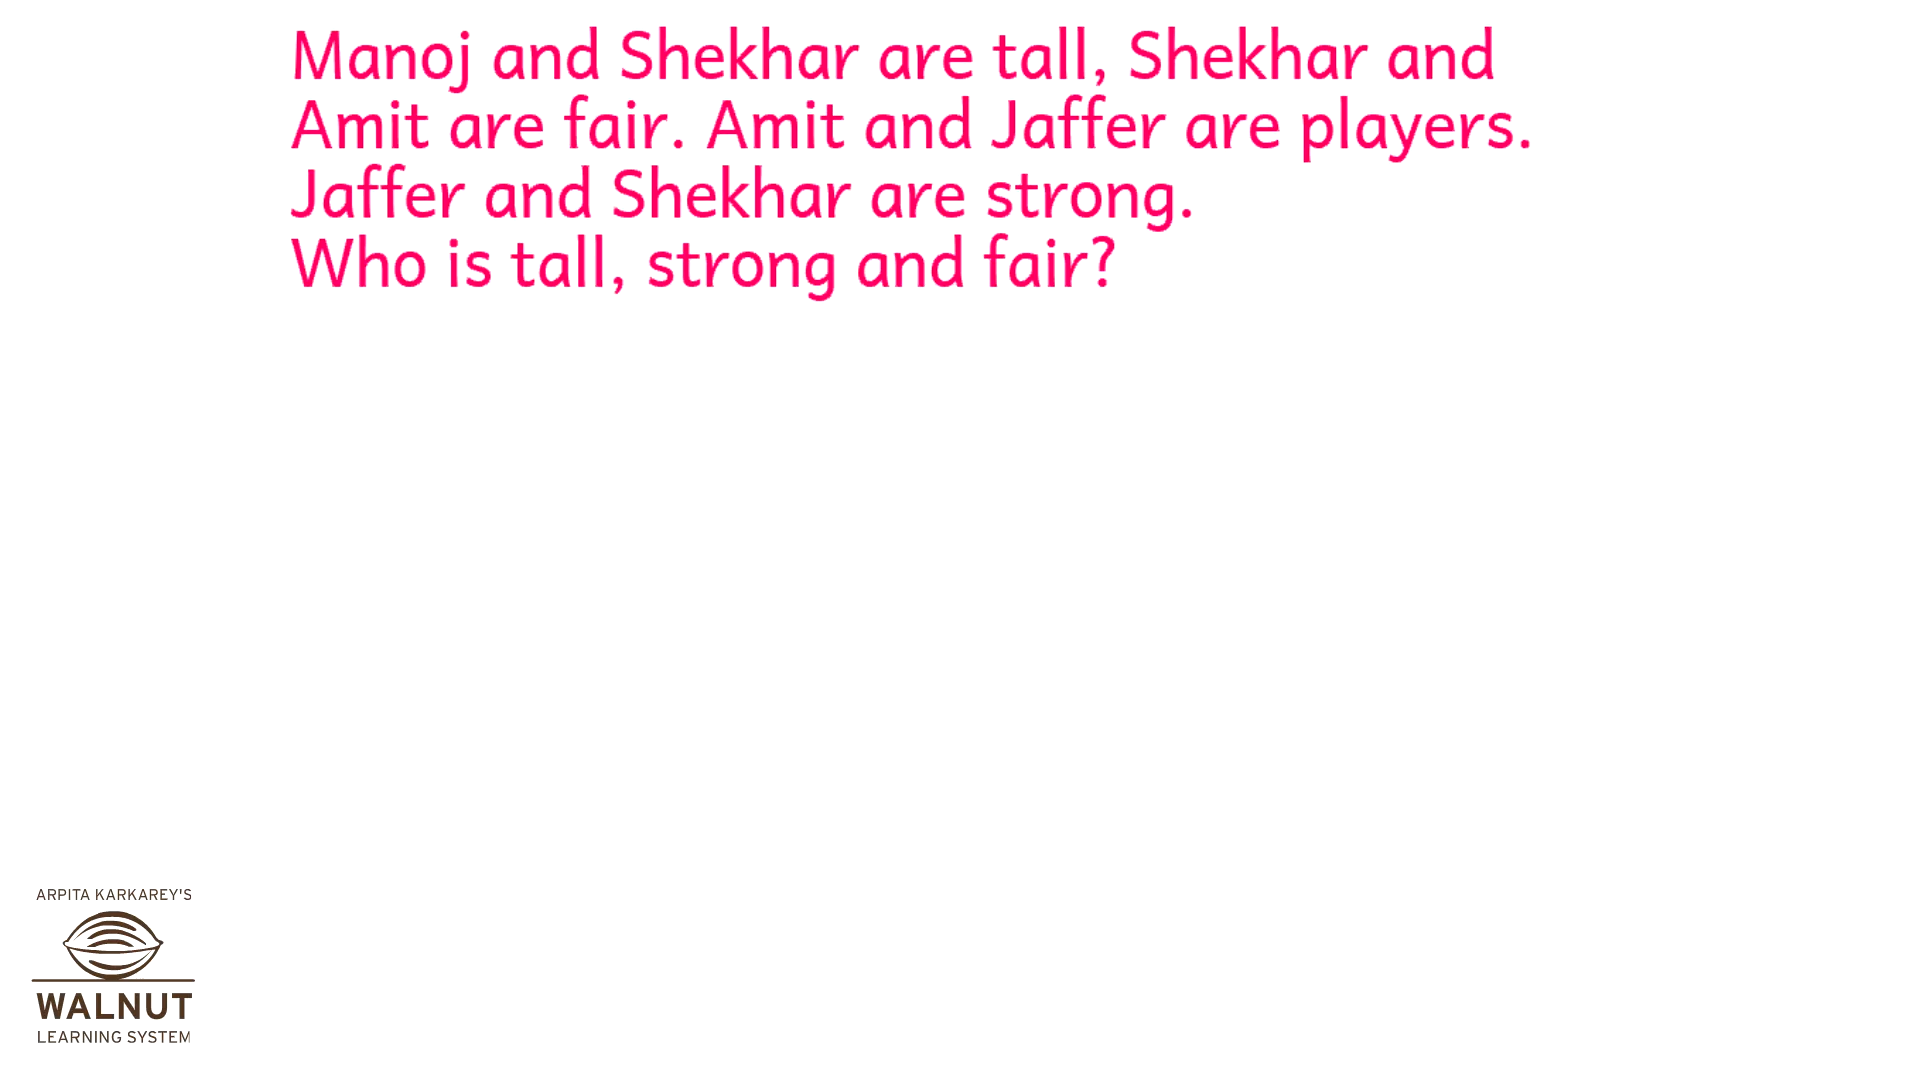 Manoj and Shekhar are tall, Shekhar and
Amit are fair. Amit and Jaffer are players.
Jaffer and Shekhar are strong.
Who is tall, strong and fair?
ARPITA KARKAREY'S
WALNUT
LEARNING SYSTEM